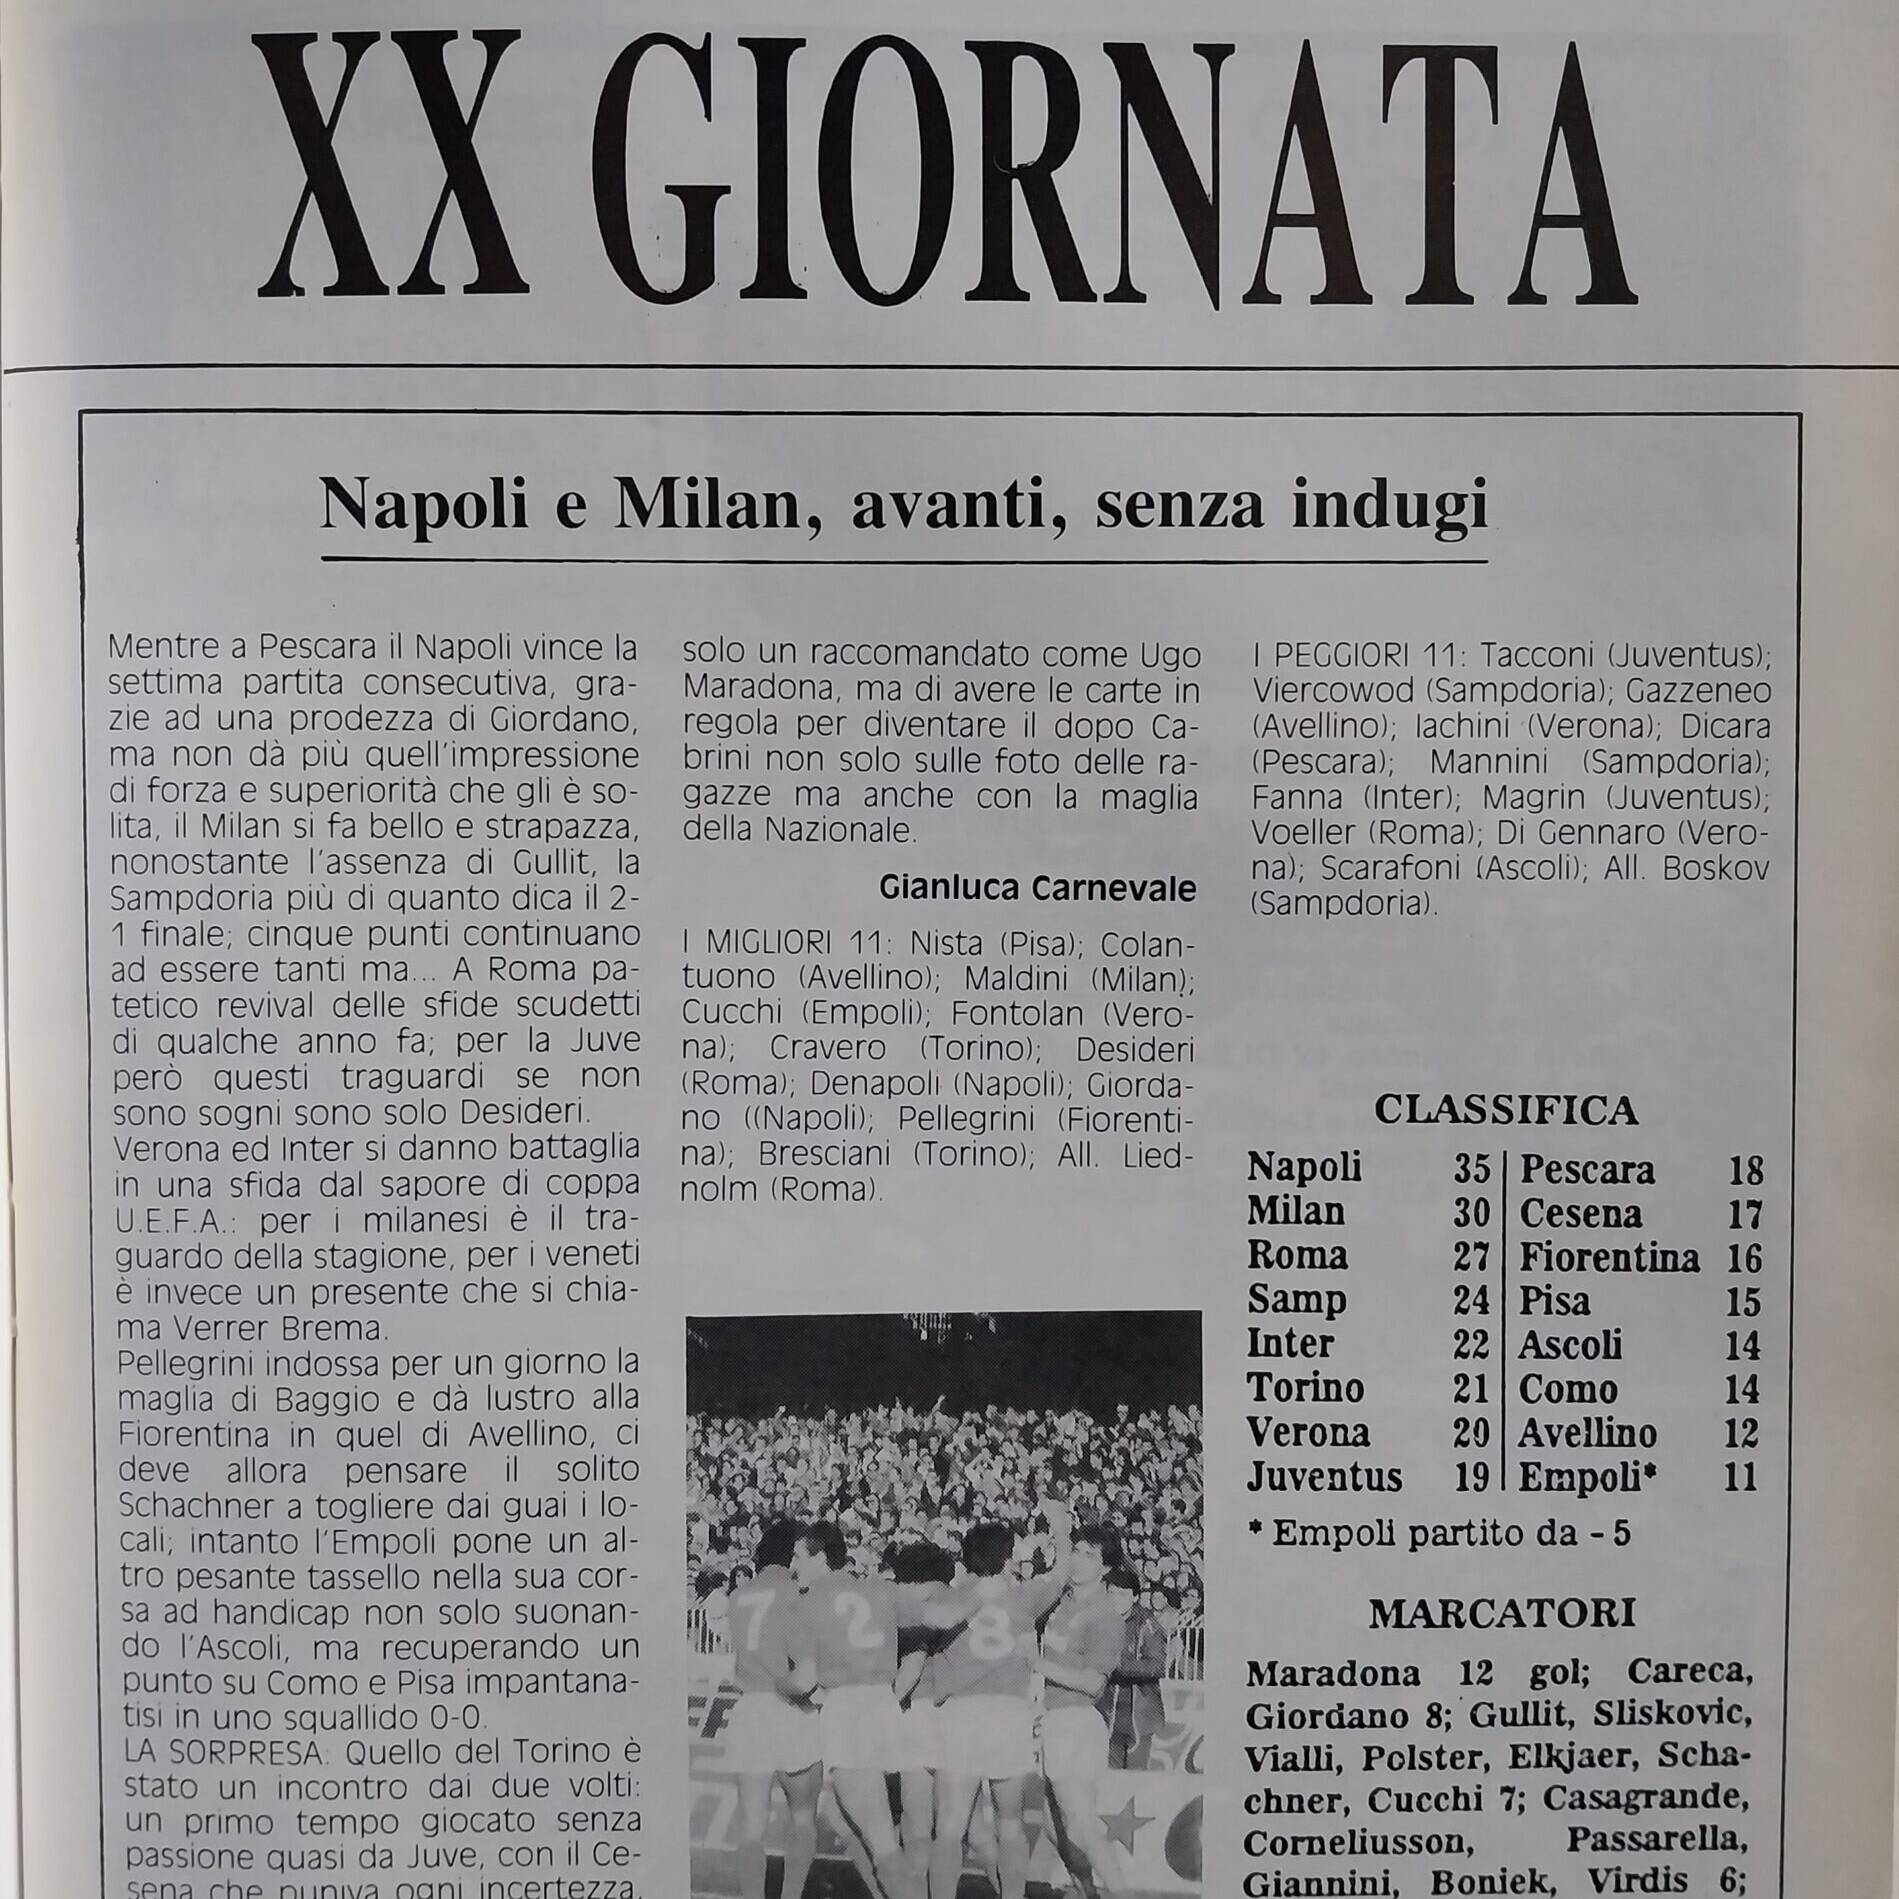 XX GIORNATA
Napoli e Milan, avanti, senza indugi
Mentre a Pescara il Napoli vince la
settima partita consecutiva, gra-
zie ad una prodezza di Giordano,
ma non dà più quell'impressione
di forza e superiorità che gli è so-
lita, il Milan si fa bello e strapazza,
nonostante l'assenza di Gullit, la
Sampdoria più di quanto dica il 2-
1 finale; cinque punti continuano
ad essere tanti ma... A Roma pa-
tetico revival delle sfide scudetti
di qualche anno fa; per la Juve
però questi traguardi se non
sono sogni sono solo Desideri.
Verona ed Inter si danno battaglia
in una sfida dal sapore di coppa
U.E.F.A.: per i milanesi è il tra-
guardo della stagione, per i veneti
è invece un presente che si chia-
ma Verrer Brema.
Pellegrini indossa per un giorno la
maglia di Baggio e dà lustro alla
Fiorentina in quel di Avellino, ci
deve allora pensare il solito
Schachner a togliere dai guai i lo-
cali; intanto l'Empoli pone un al-
tro pesante tassello nella sua cor-
sa ad handicap non solo suonan-
do l'Ascoli, ma recuperando un
punto su Como e Pisa impantana-
tisi in uno squallido 0-0.
LA SORPRESA: Quello del Torino è
stato un incontro dai due volti:
un primo tempo giocato senza
passione quasi da Juve, con il Ce-
sena che puniva ogni incertezza,
solo un raccomandato come Ugo
Maradona, ma di avere le carte in
regola per diventare il dopo Ca-
brini non solo sulle foto delle ra-
gazze ma anche con la maglia
della Nazionale.
Gianluca Carnevale
I MIGLIORI 11: Nista (Pisa); Colan-
tuono (Avellino); Maldini (Milan);
Cucchi (Empoli); Fontolan (Vero-
na); Cravero (Torino); Desideri
(Roma); Denapoli (Napoli); Giorda-
no ((Napoli); Pellegrini (Fiorenti-
na); Bresciani (Torino); All. Lied-
nolm (Roma).
7 2 8
I PEGGIORI 11: Tacconi (Juventus);
Viercowod (Sampdoria); Gazzeneo
(Avellino); Iachini (Verona); Dicara
(Pescara); Mannini (Sampdoria);
Fanna (Inter); Magrin (Juventus);
Voeller (Roma); Di Gennaro (Vero-
na); Scarafoni (Ascoli); All. Boskov
(Sampdoria).
CLASSIFICA
Napoli 35 Pescara 18
Milan 30 Cesena 17
Roma 27 Fiorentina 16
Samp 24 Pisa 15
Inter 22 Ascoli 14
Torino 21 Como 14
Verona 20 Avellino 12
Juventus 19 Empoli* 11
* Empoli partito da - 5
MARCATORI
Maradona 12 gol; Careca,
Giordano 8; Gullit, Sliskovic,
Vialli, Polster, Elkjaer, Scha-
chner, Cucchi 7; Casagrande,
Corneliusson, Passarella,
Giannini, Boniek, Virdis 6;